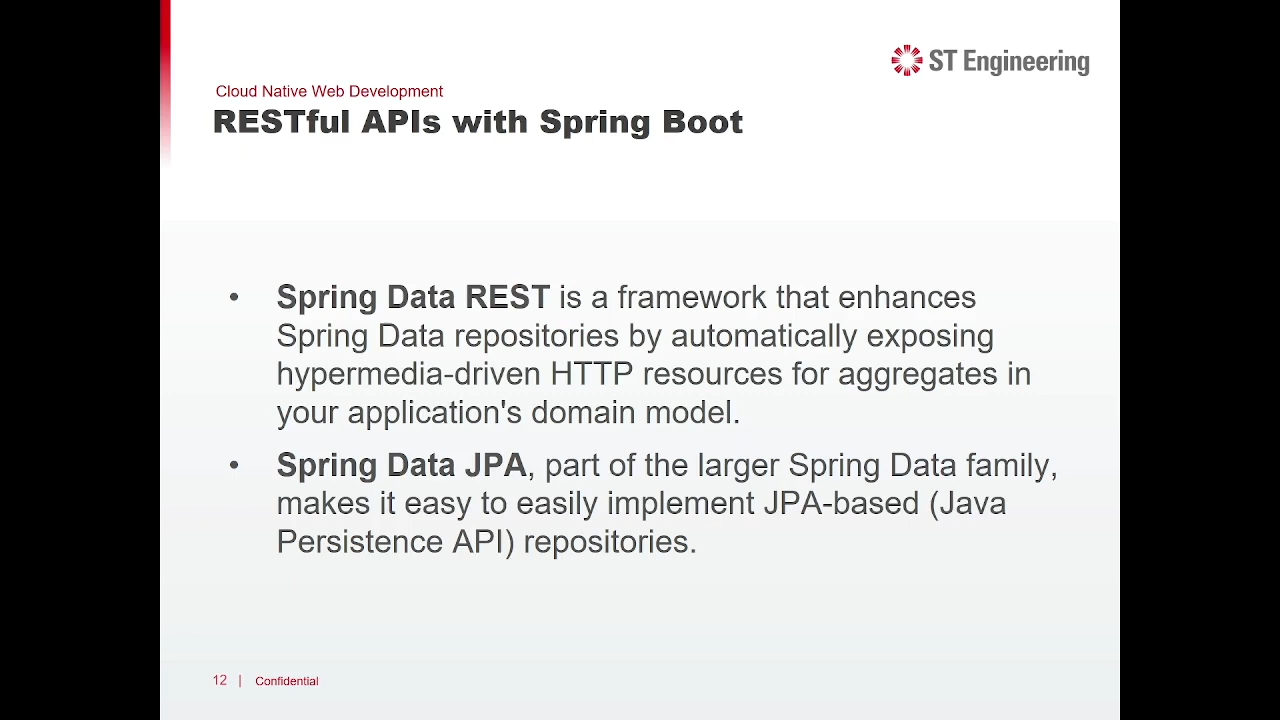 ST Engineering
Cloud Native Web Development
RESTful APIs with Spring Boot
• Spring Data REST is a framework that enhances
Spring Data repositories by automatically exposing
hypermedia-driven HTTP resources for aggregates in
your application's domain model.
• Spring Data JPA, part of the larger Spring Data family,
makes it easy to easily implement JPA-based (Java
Persistence API) repositories.
12 | Confidential